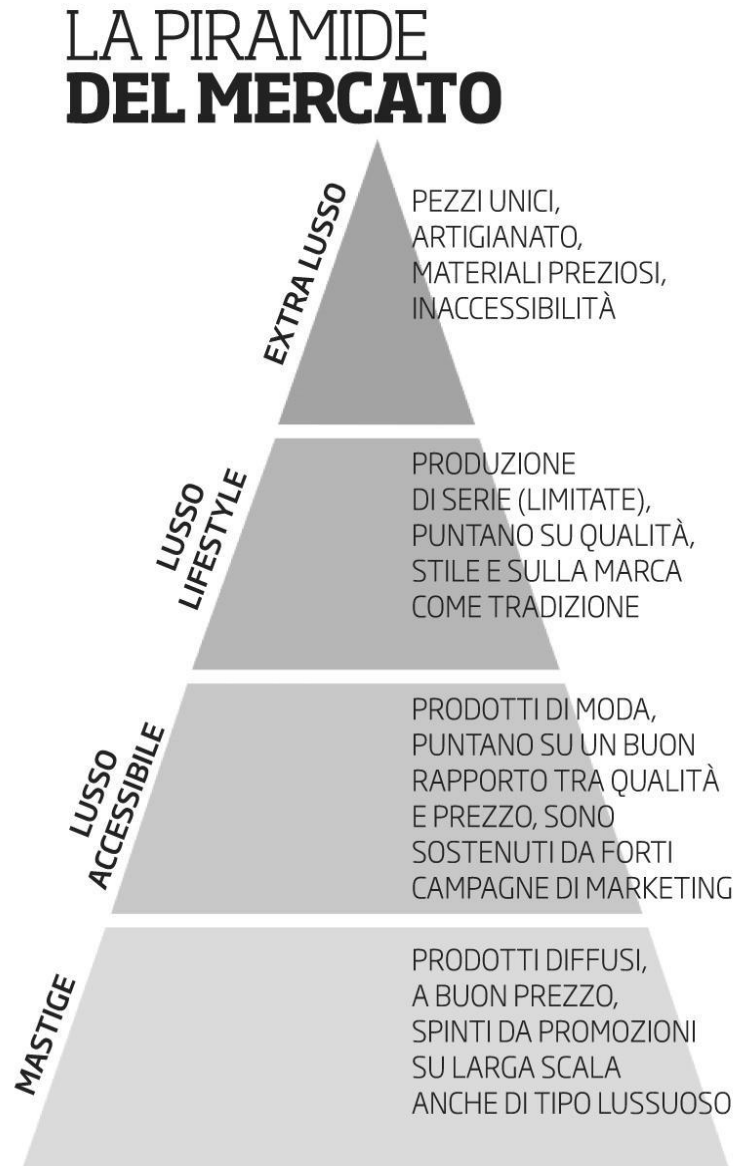 LA PIRAMIDE
DEL MERCATO
EXTRA LUSSO
PEZZI UNICI,
ARTIGIANATO,
MATERIALI PREZIOSI,
INACCESSIBILITÀ
LUSSO
LIFESTYLE
PRODUZIONE
DI SERIE (LIMITATE),
PUNTANO SU QUALITÀ,
STILE E SULLA MARCA
COME TRADIZIONE
LUSSO
ACCESSIBILE
PRODOTTI DI MODA,
PUNTANO SU UN BUON
RAPPORTO TRA QUALITÀ
E PREZZO, SONO
SOSTENUTI DA FORTI
CAMPAGNE DI MARKETING
MASTIGE
PRODOTTI DIFFUSI,
A BUON PREZZO,
SPINTI DA PROMOZIONI
SU LARGA SCALA
ANCHE DI TIPO LUSSUOSO